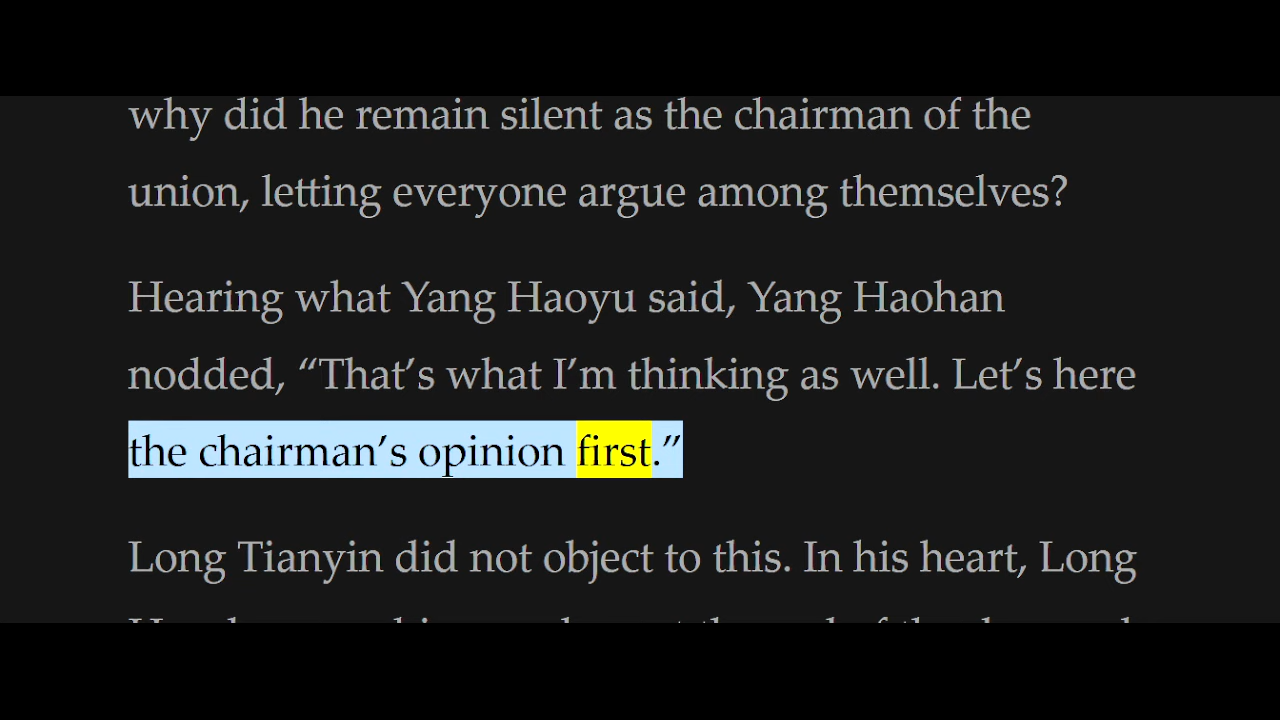 why did he remain silent as the chairman of the
union, letting everyone argue among themselves?
Hearing what Yang Haoyu said, Yang Haohan
nodded, “That’s what I’m thinking as well. Let’s here
the chairman’s opinion first.”
Long Tianyin did not object to this. In his heart, Long